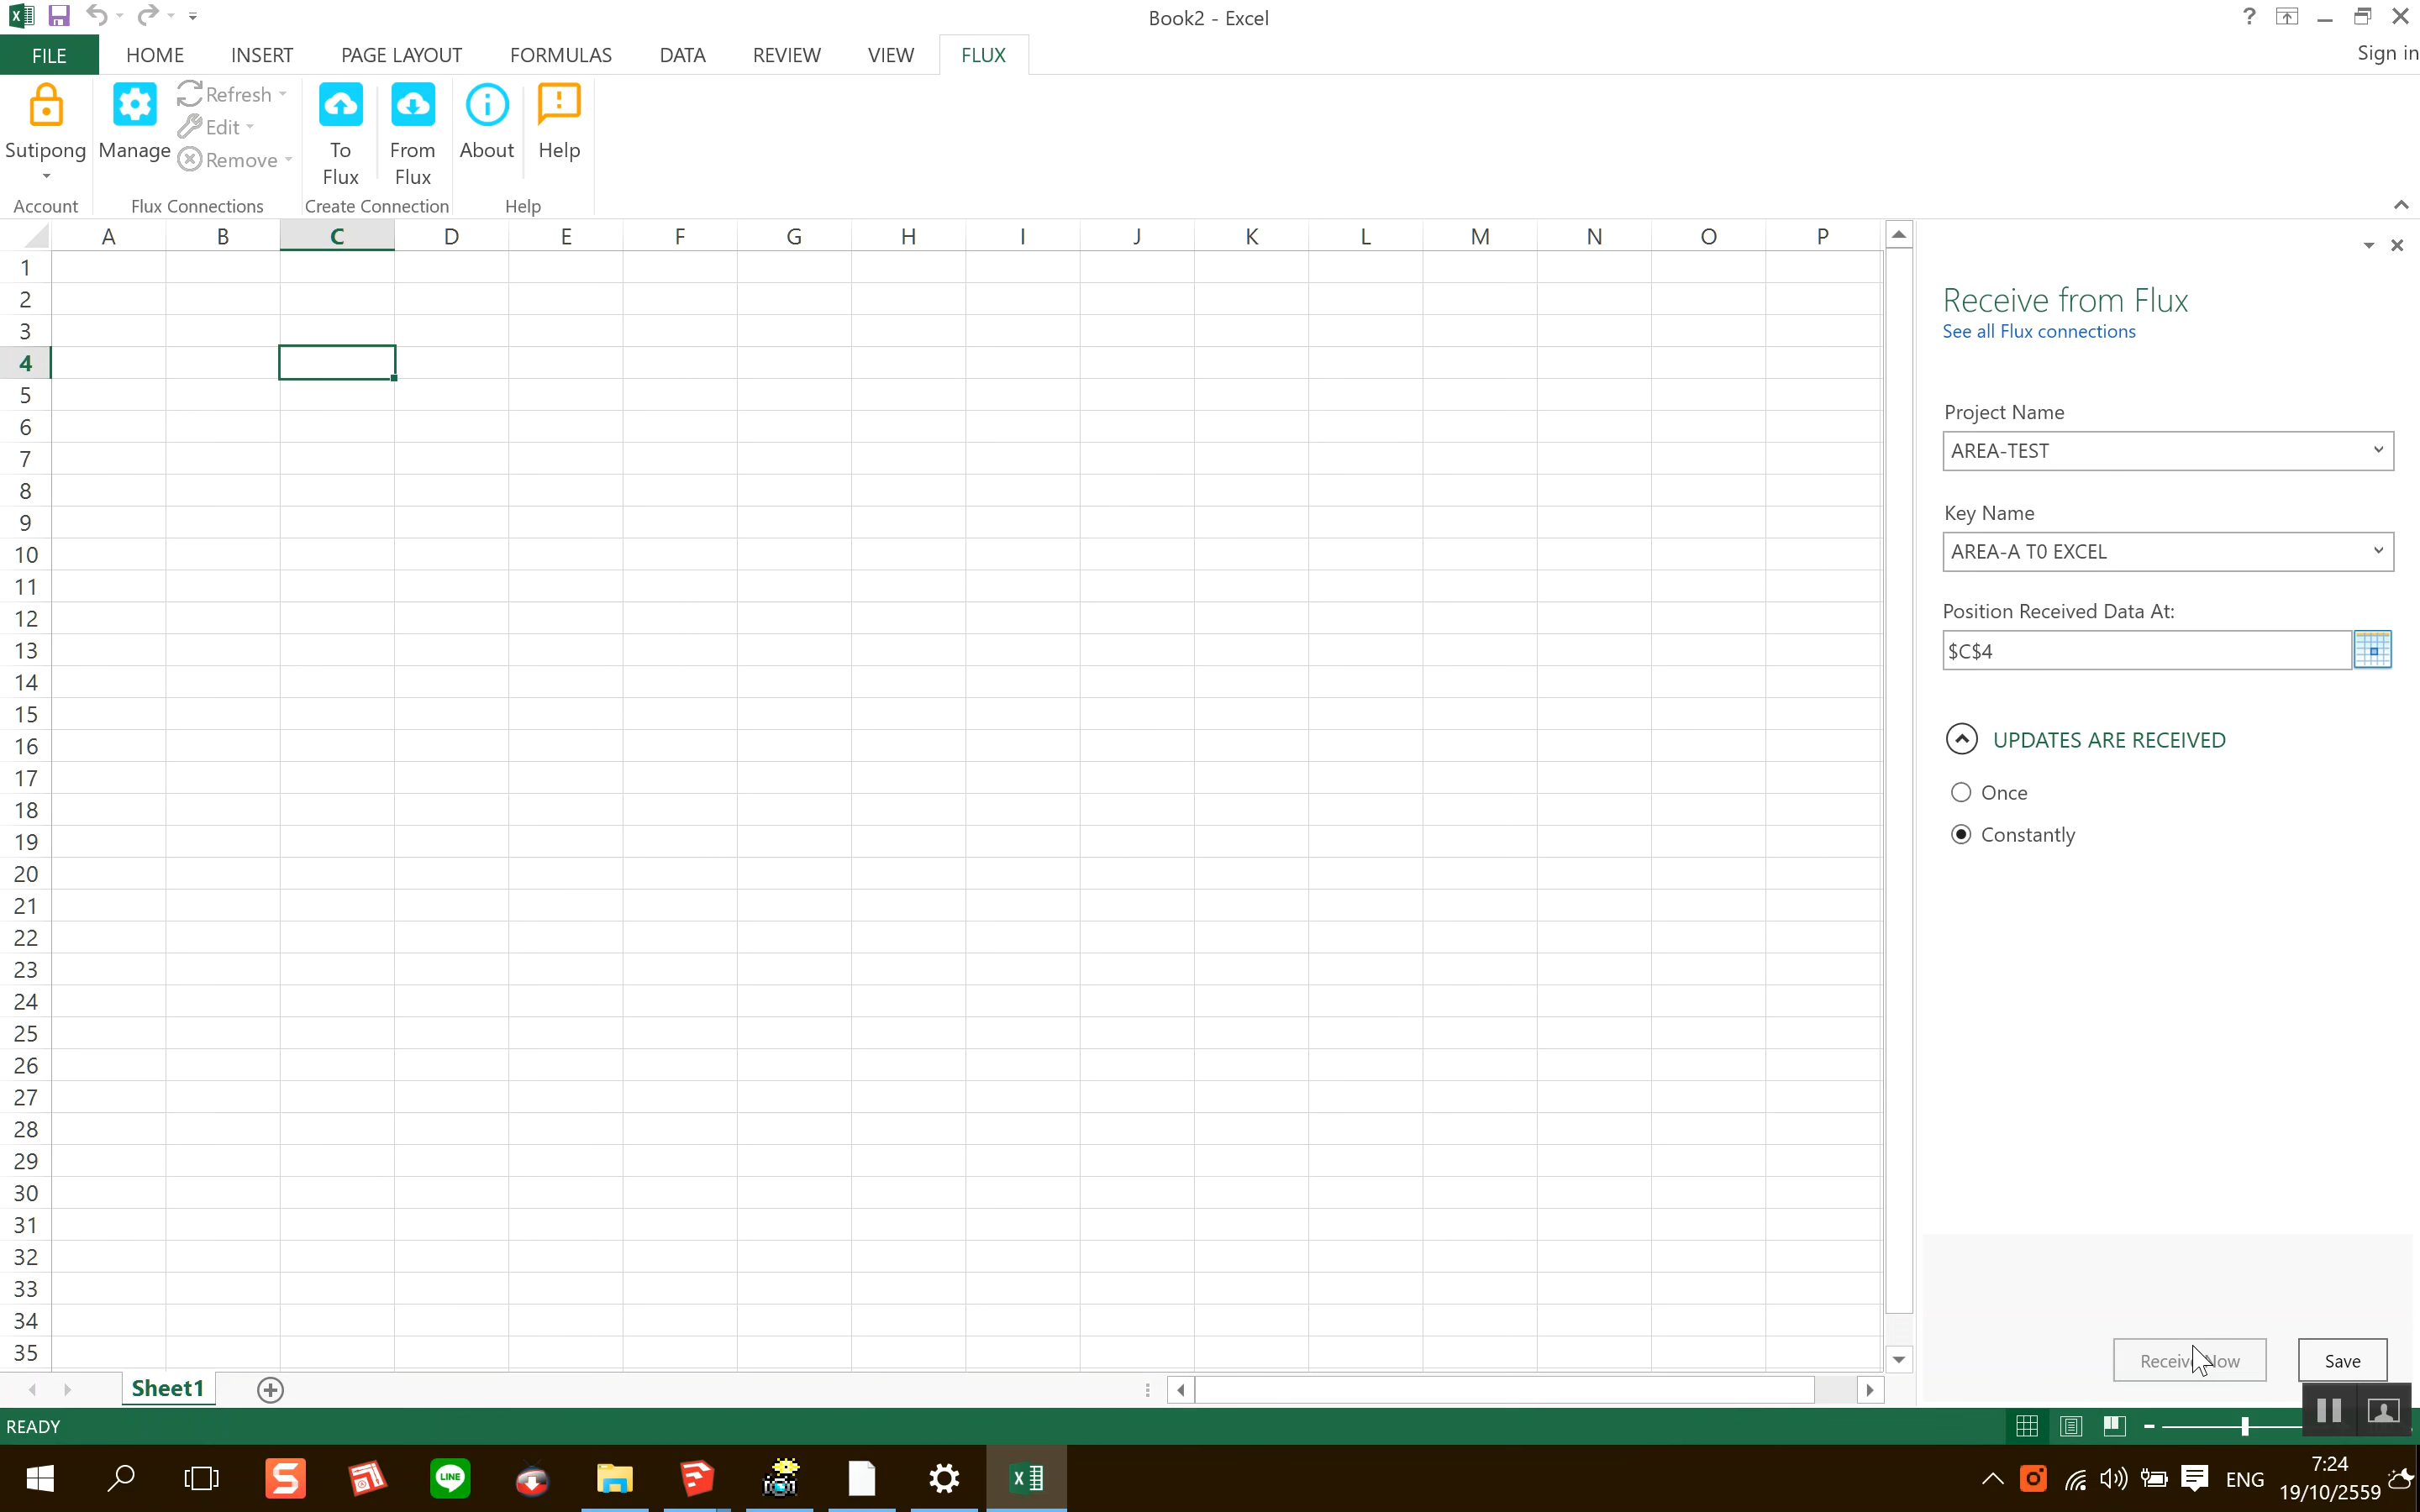 Book2 - Excel
?
FILE HOME INSERT PAGE LAYOUT FORMULAS DATA REVIEW VIEW FLUX Sign in
Sutipong Manage Refresh Edit Remove To Flux From Flux About Help
Account Flux Connections Create Connection Help
A B C D E F G H I J K L M N O P
1
2
3
4
5
6
7
8
9
10
11
12
13
14
15
16
17
18
19
20
21
22
23
24
25
26
27
28
29
30
31
32
33
34
35
Receive from Flux
See all Flux connections
Project Name
AREA-TEST
Key Name
AREA-A TO EXCEL
Position Received Data At:
$C$4
UPDATES ARE RECEIVED
Once
Constantly
Receive Now Save
Sheet1
READY
LINE
ENG 7:24
19/10/2559